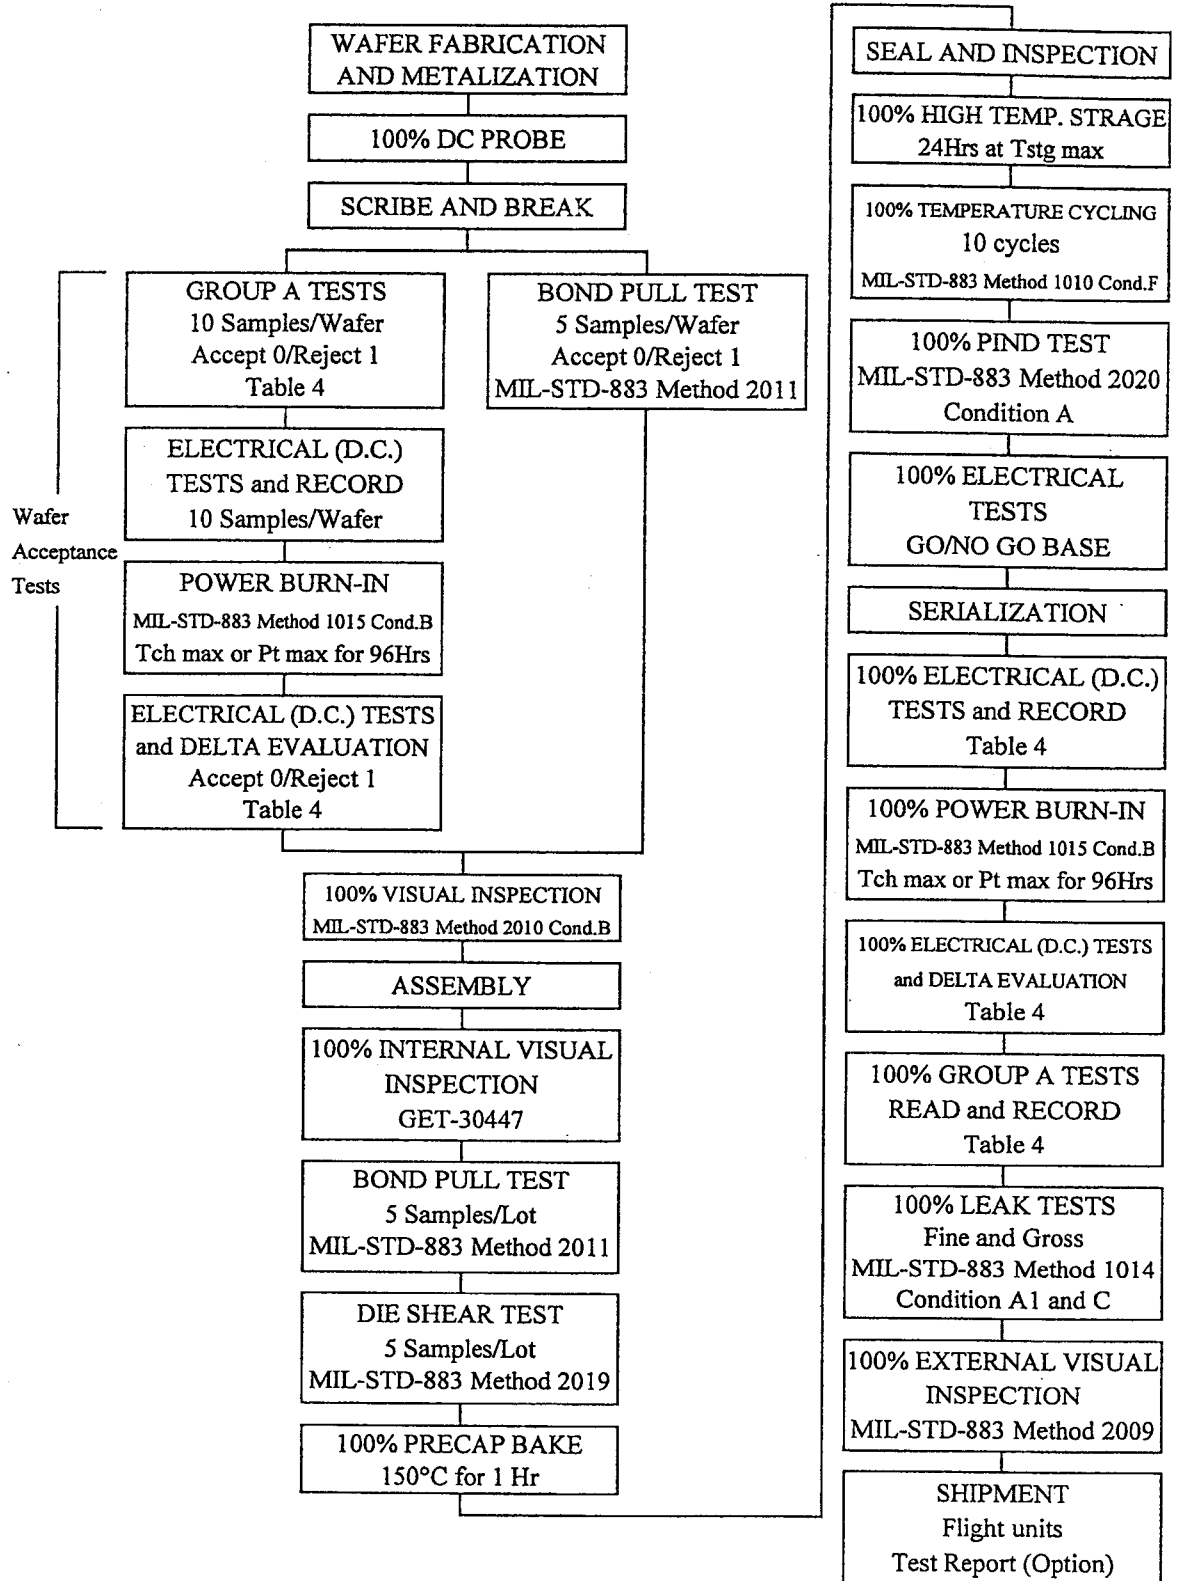 WAFER FABRICATION
AND METALIZATION
100% DC PROBE
SCRIBE AND BREAK
Wafer
Acceptance
Tests
GROUP A TESTS
10 Samples/Wafer
Accept 0/Reject 1
Table 4
ELECTRICAL (D.C.)
TESTS and RECORD
10 Samples/Wafer
POWER BURN-IN
MIL-STD-883 Method 1015 Cond.B
Tch max or Pt max for 96Hrs
ELECTRICAL (D.C.) TESTS
and DELTA EVALUATION
Accept 0/Reject 1
Table 4
BOND PULL TEST
5 Samples/Wafer
Accept 0/Reject 1
MIL-STD-883 Method 2011
100% VISUAL INSPECTION
MIL-STD-883 Method 2010 Cond.B
ASSEMBLY
100% INTERNAL VISUAL
INSPECTION
GET-30447
BOND PULL TEST
5 Samples/Lot
MIL-STD-883 Method 2011
DIE SHEAR TEST
5 Samples/Lot
MIL-STD-883 Method 2019
100% PRECAP BAKE
150°C for 1 Hr
SEAL AND INSPECTION
100% HIGH TEMP. STRAGE
24Hrs at Tstg max
100% TEMPERATURE CYCLING
10 cycles
MIL-STD-883 Method 1010 Cond.F
100% PIND TEST
MIL-STD-883 Method 2020
Condition A
100% ELECTRICAL
TESTS
GO/NO GO BASE
SERIALIZATION
100% ELECTRICAL (D.C.)
TESTS and RECORD
Table 4
100% POWER BURN-IN
MIL-STD-883 Method 1015 Cond.B
Tch max or Pt max for 96Hrs
100% ELECTRICAL (D.C.) TESTS
and DELTA EVALUATION
Table 4
100% GROUP A TESTS
READ and RECORD
Table 4
100% LEAK TESTS
Fine and Gross
MIL-STD-883 Method 1014
Condition A1 and C
100% EXTERNAL VISUAL
INSPECTION
MIL-STD-883 Method 2009
SHIPMENT
Flight units
Test Report (Option)